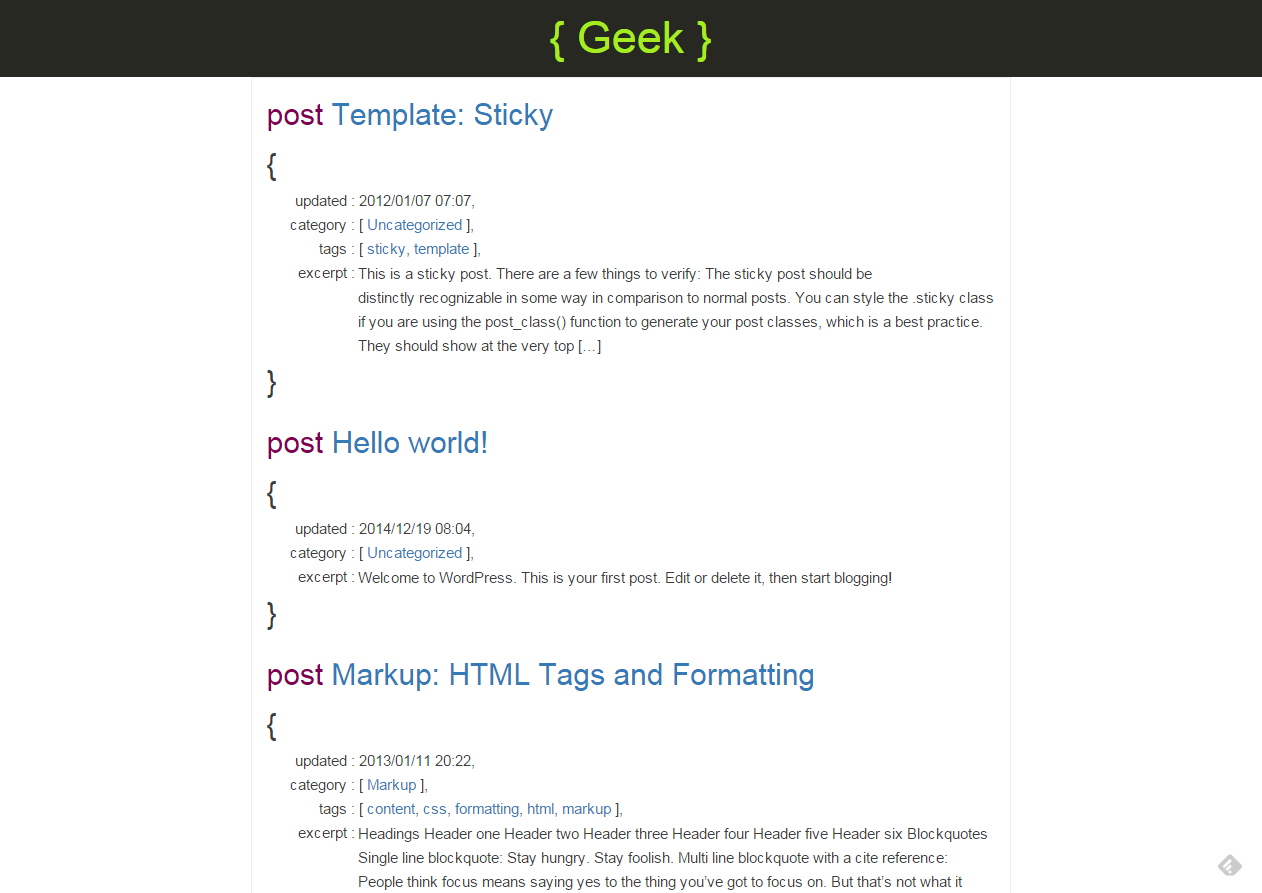 { Geek }
post Template: Sticky
{
updated : 2012/01/07 07:07,
category : [ Uncategorized ],
tags : [ sticky, template ],
excerpt : This is a sticky post. There are a few things to verify: The sticky post should be
distinctly recognizable in some way in comparison to normal posts. You can style the .sticky class
if you are using the post_class() function to generate your post classes, which is a best practice.
They should show at the very top […]
}
post Hello world!
{
updated : 2014/12/19 08:04,
category : [ Uncategorized ],
excerpt : Welcome to WordPress. This is your first post. Edit or delete it, then start blogging!
}
post Markup: HTML Tags and Formatting
{
updated : 2013/01/11 20:22,
category : [ Markup ],
tags : [ content, css, formatting, html, markup ],
excerpt : Headings Header one Header two Header three Header four Header five Header six Blockquotes
Single line blockquote: Stay hungry. Stay foolish. Multi line blockquote with a cite reference:
People think focus means saying yes to the thing you’ve got to focus on. But that’s not what it